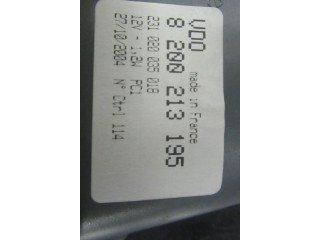 VDO
made in France
8 200 213 195
231 020 035 018
12V - 1,2W PC1
27/10/2004 N° Ctrl 114